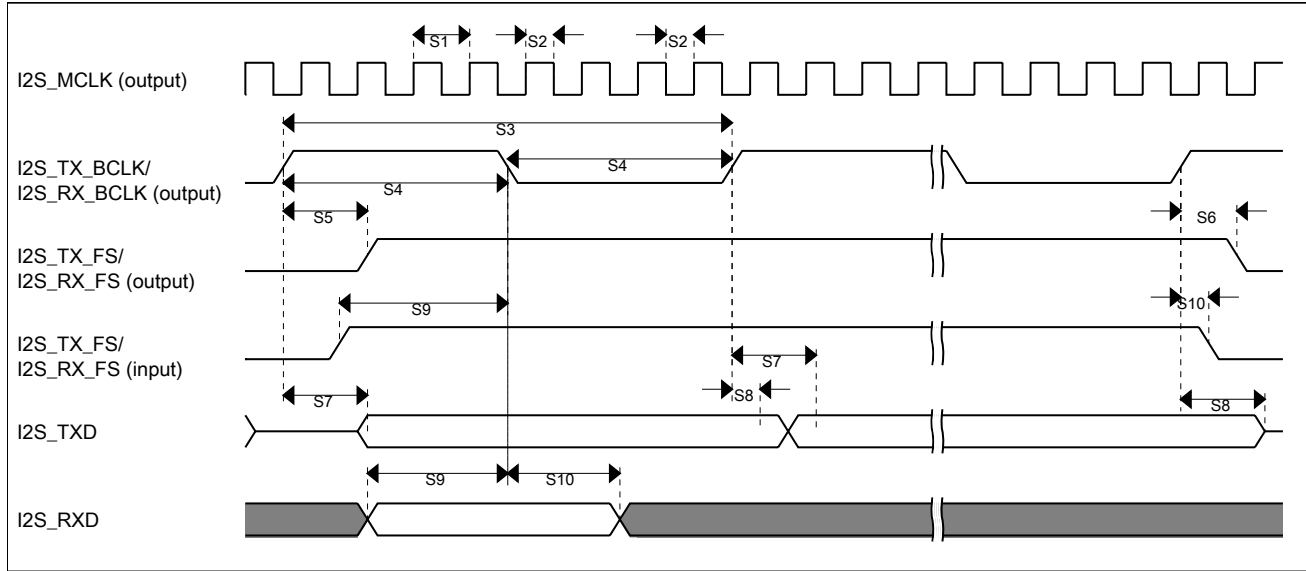 S1 S2 S2
I2S_MCLK (output)
S3
I2S_TX_BCLK/
I2S_RX_BCLK (output)
S4
S4
S5
S6
I2S_TX_FS/
I2S_RX_FS (output)
S9
S10
I2S_TX_FS/
I2S_RX_FS (input)
S7
S7
S8
S8
I2S_TXD
S9 S10
I2S_RXD